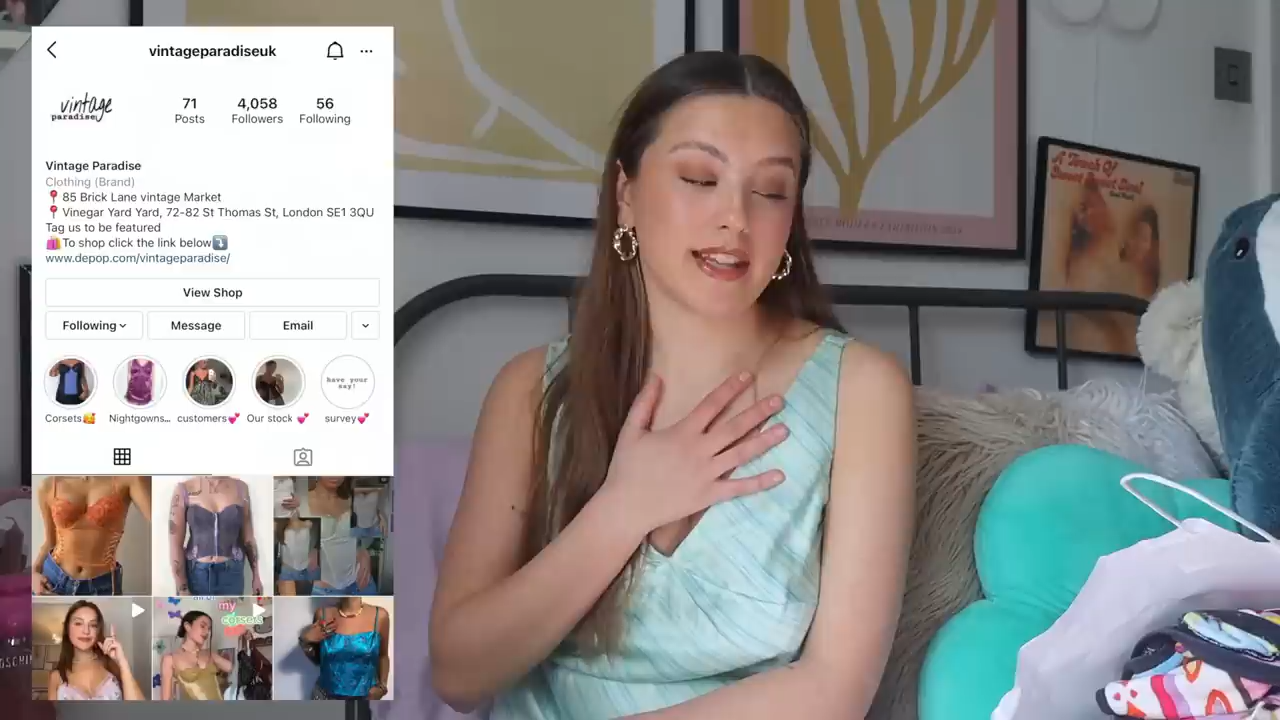 vintageparadiseuk
vintage
paradise
71
4,058
56
Posts
Followers
Following
Vintage Paradise
Clothing (Brand)
📍85 Brick Lane vintage Market
📍Vinegar Yard Yard, 72-82 St Thomas St, London SE1 3QU
Tag us to be featured
🛍️To shop click the link below⤵️
www.depop.com/vintageparadise/
View Shop
Following
Message
Email
have your
say!
Corsets🥰
Nightgowns...
customers💕
Our stock 💕
survey💕
my
corsets
A Touch Of